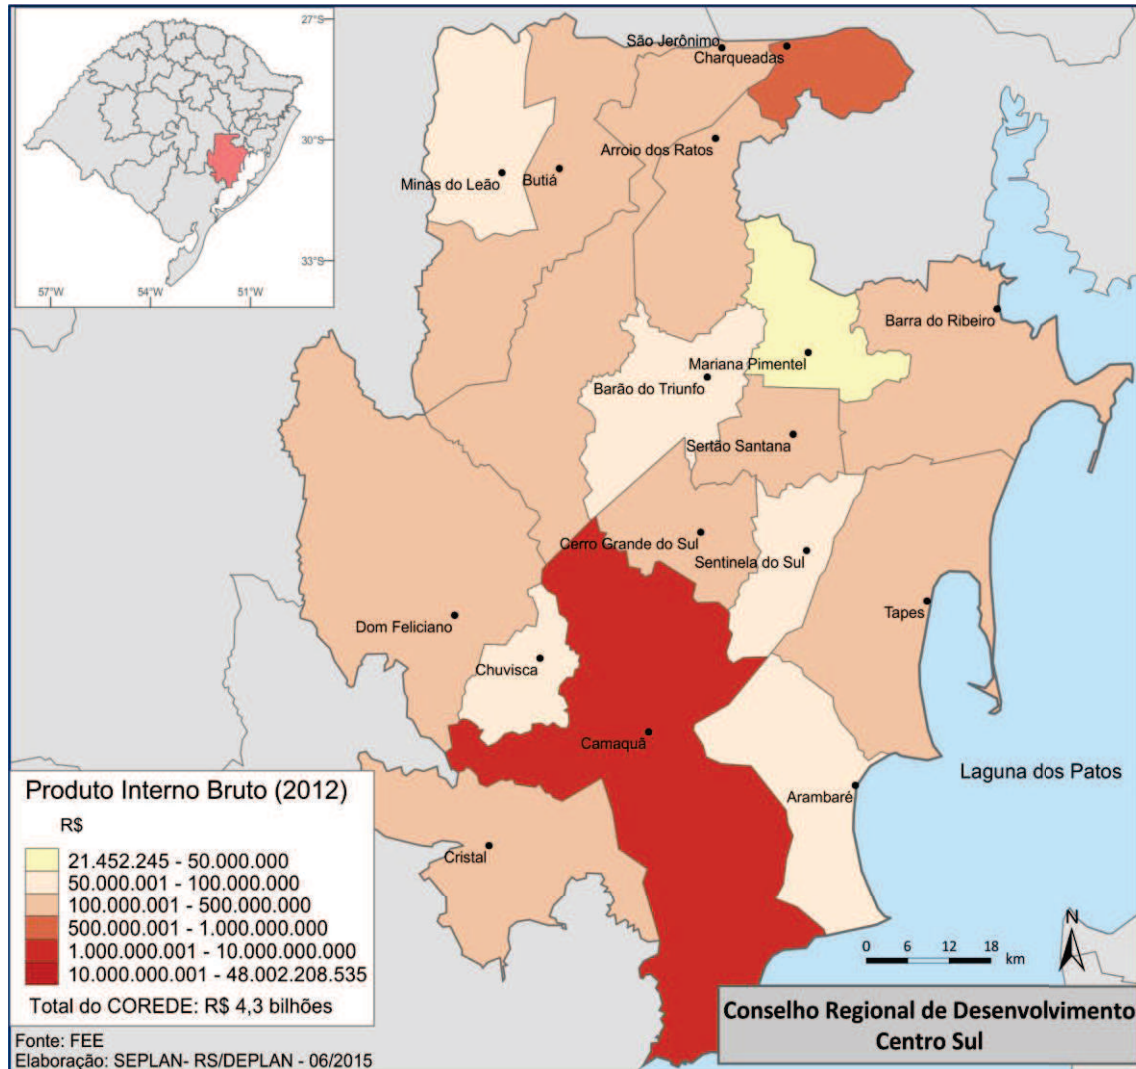 27°S
30°S
33°S
57°W
54°W
51°W
São Jerônimo
Charqueadas
Arroio dos Ratos
Minas do Leão
Butiá
Barra do Ribeiro
Mariana Pimentel
Barão do Triunfo
Sertão Santana
Cerro Grande do Sul
Sentinela do Sul
Tapes
Dom Feliciano
Chuvisca
Camaquã
Laguna dos Patos
Arambaré
Cristal
Produto Interno Bruto (2012)
R$
21.452.245 - 50.000.000
50.000.001 - 100.000.000
100.000.001 - 500.000.000
500.000.001 - 1.000.000.000
1.000.000.001 - 10.000.000.000
10.000.000.001 - 48.002.208.535
Total do COREDE: R$ 4,3 bilhões
N
0 6 12 18
km
Conselho Regional de Desenvolvimento
Centro Sul
Fonte: FEE
Elaboração: SEPLAN- RS/DEPLAN - 06/2015